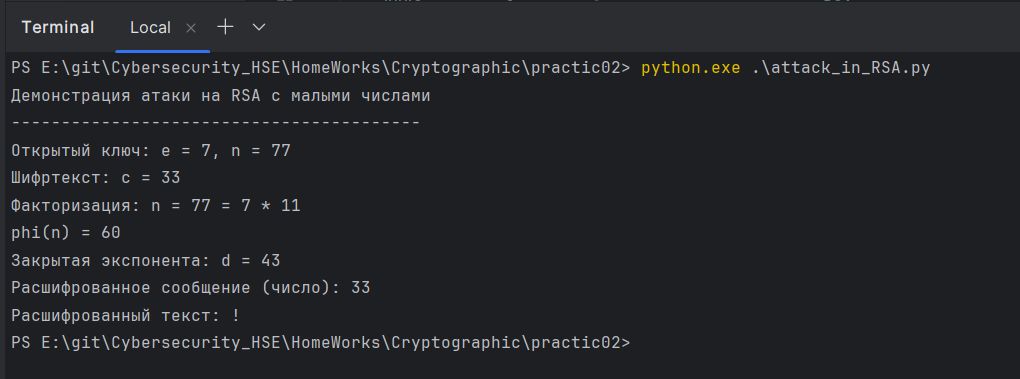 Terminal Local
PS E:\git\Cybersecurity_HSE\HomeWorks\Cryptographic\practic02> python.exe .\attack_in_RSA.py
Демонстрация атаки на RSA с малыми числами
-----------------------------------------
Открытый ключ: e = 7, n = 77
Шифртекст: c = 33
Факторизация: n = 77 = 7 * 11
phi(n) = 60
Закрытая экспонента: d = 43
Расшифрованное сообщение (число): 33
Расшифрованный текст: !
PS E:\git\Cybersecurity_HSE\HomeWorks\Cryptographic\practic02>